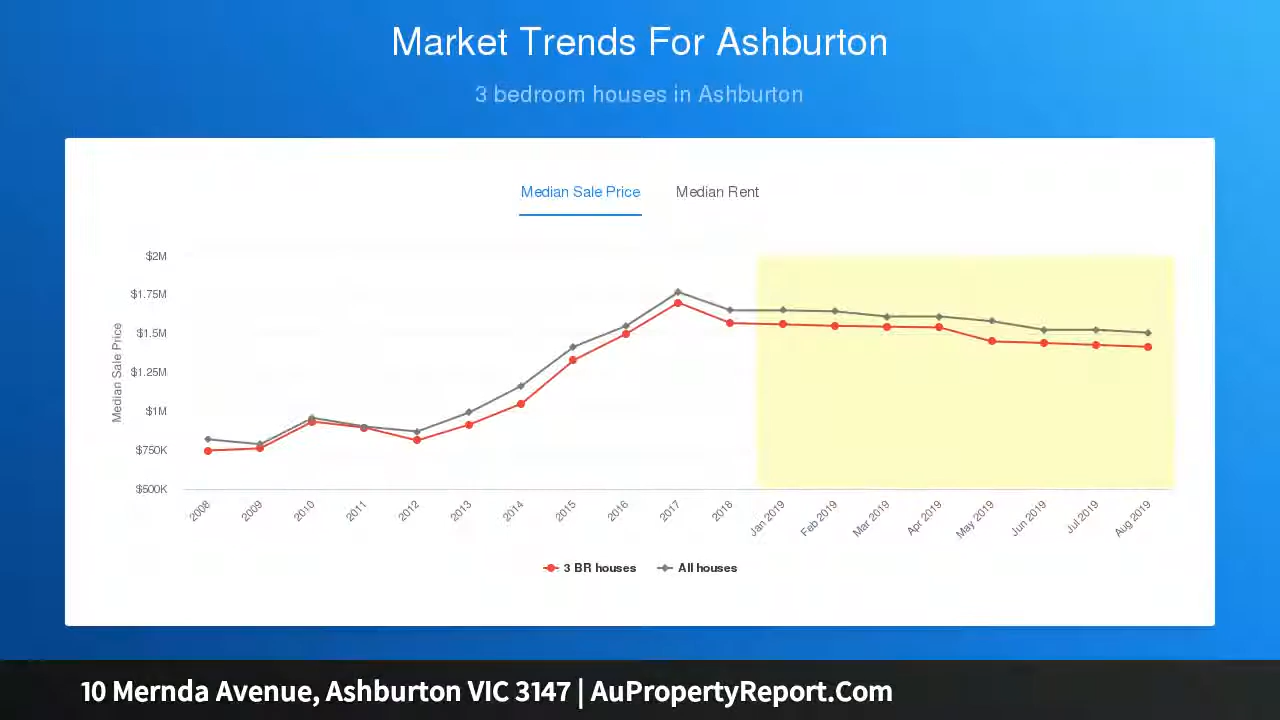 Market Trends For Ashburton
3 bedroom houses in Ashburton
Median Sale Price Median Rent
Median Sale Price
$2M
$1.75M
$1.5M
$1.25M
$1M
$750K
$500K
2008 2009 2010 2011 2012 2013 2014 2015 2016 2017 2018 Jan 2019 Feb 2019 Mar 2019 Apr 2019 May 2019 Jun 2019 Jul 2019 Aug 2019
3 BR houses All houses
10 Mernda Avenue, Ashburton VIC 3147 | AuPropertyReport.Com